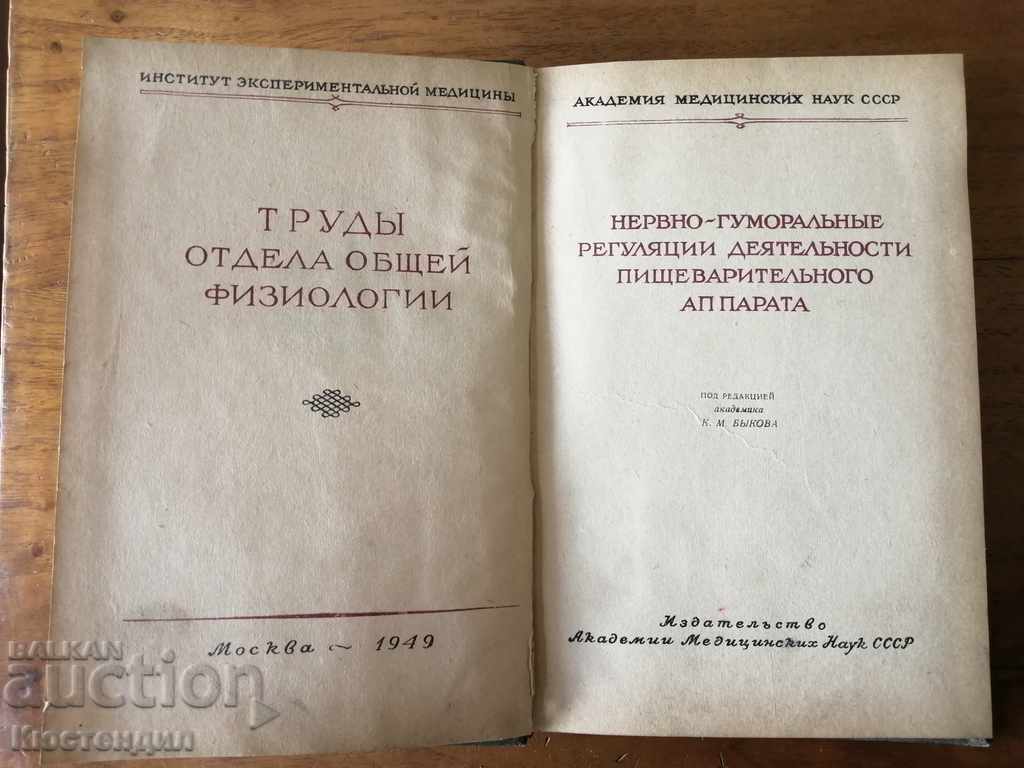 ИНСТИТУТ ЭКСПЕРИМЕНТАЛЬНОЙ МЕДИЦИНЫ
ТРУДЫ
ОТДЕЛА ОБЩЕЙ
ФИЗИОЛОГИИ
Москва ~ 1949
АКАДЕМИЯ МЕДИЦИНСКИХ НАУК СССР
НЕРВНО-ГУМОРАЛЬНЫЕ
РЕГУЛЯЦИИ ДЕЯТЕЛЬНОСТИ
ПИЩЕВАРИТЕЛЬНОГО
АППАРАТА
ПОД РЕДАКЦИЕЙ
академика
К. М. БЫКОВА
Издательство
Академии Медицинских Наук СССР
BALKAN
auction
Кюстендил